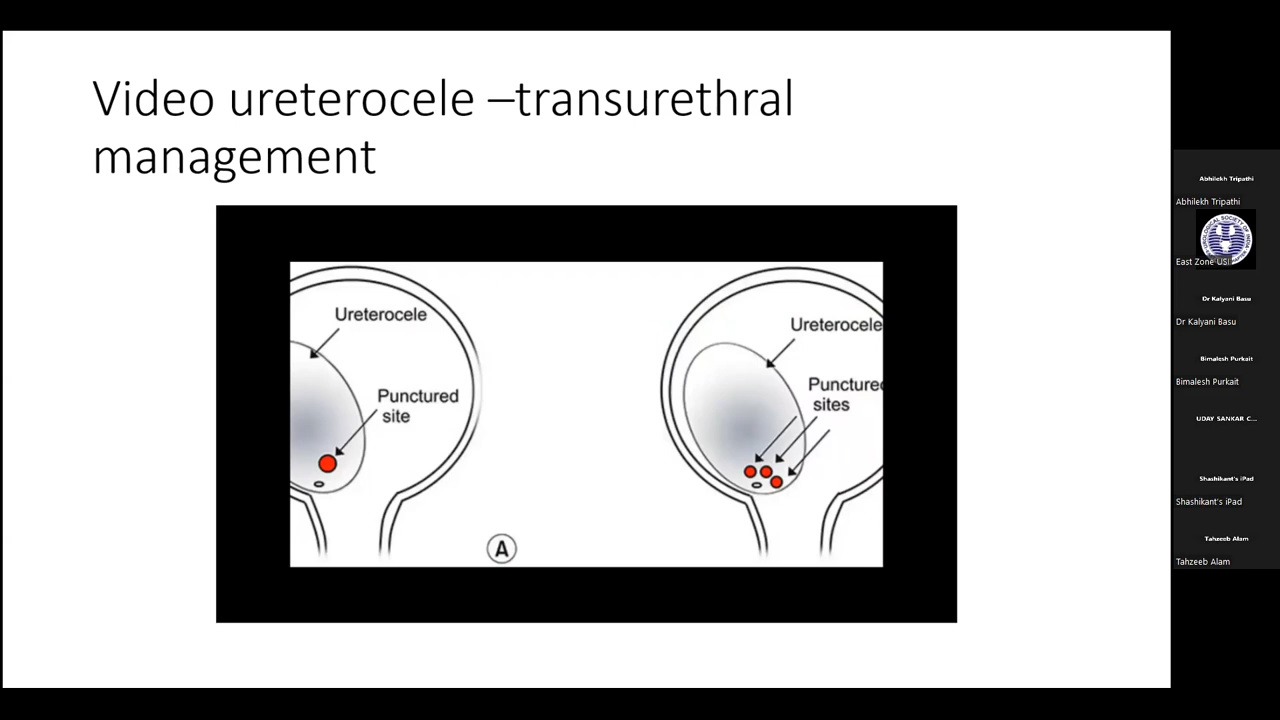 Video ureterocele –transurethral
management
Ureterocele
Punctured
site
A
Ureterocele
Punctured
sites
Abhilekh Tripathi
Abhilekh Tripathi
East Zone USI
Dr Kalyani Basu
Dr Kalyani Basu
Bimalesh Purkait
Bimalesh Purkait
UDAY SANKAR C...
Shashikant's iPad
Shashikant's iPad
Tahzeeb Alam
Tahzeeb Alam